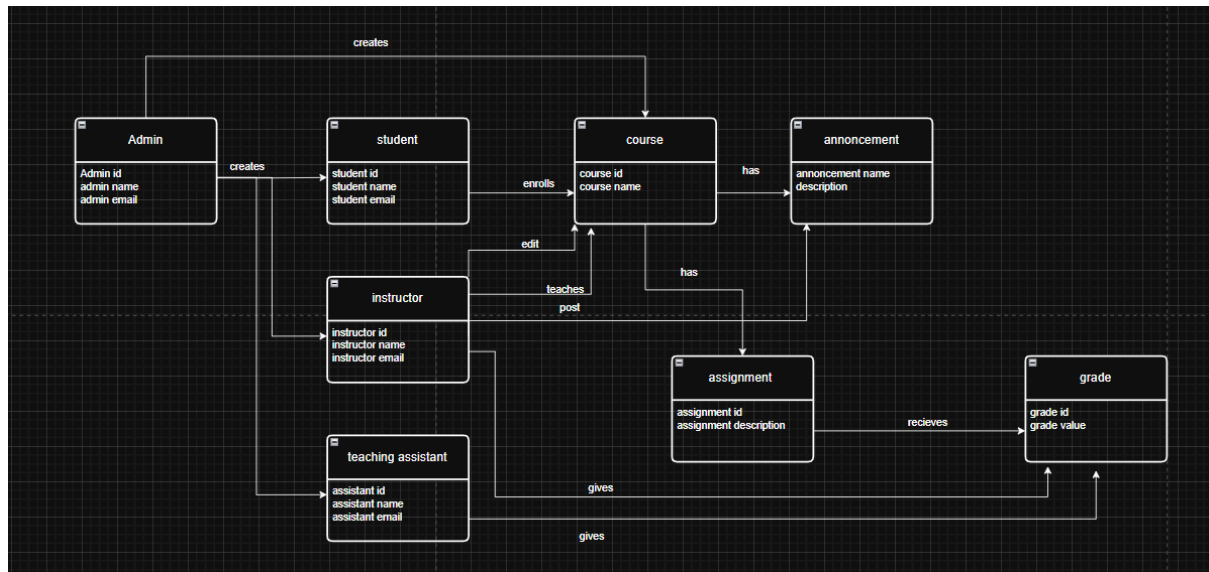 creates
Admin
Admin id
admin name
admin email
creates
student
student id
student name
student email
enrolls
course
course id
course name
has
annoncement
annoncement name
description
edit
teaches
post
has
instructor
instructor id
instructor name
instructor email
assignment
assignment id
assignment description
recieves
grade
grade id
grade value
teaching assistant
assistant id
assistant name
assistant email
gives
gives